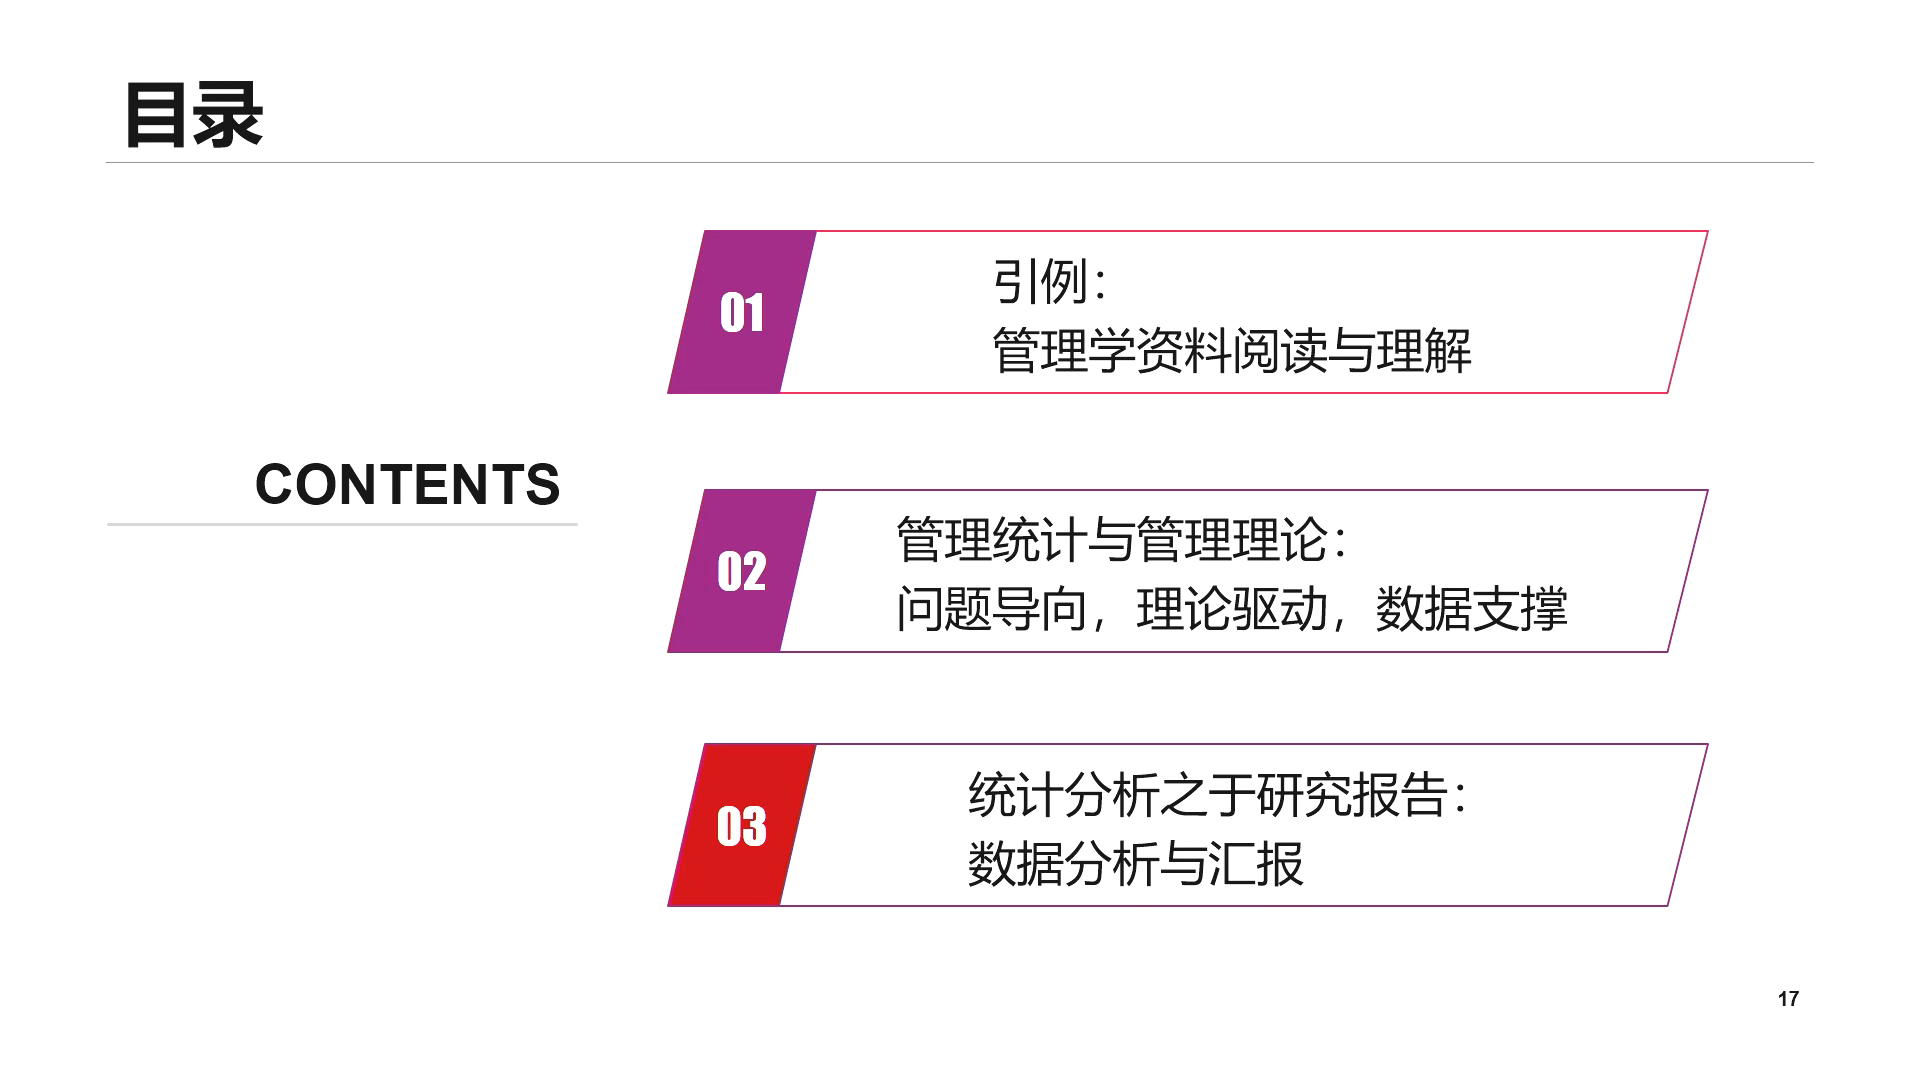 目录
CONTENTS
01
引例：
管理学资料阅读与理解
02
管理统计与管理理论：
问题导向，理论驱动，数据支撑
03
统计分析之于研究报告：
数据分析与汇报
17